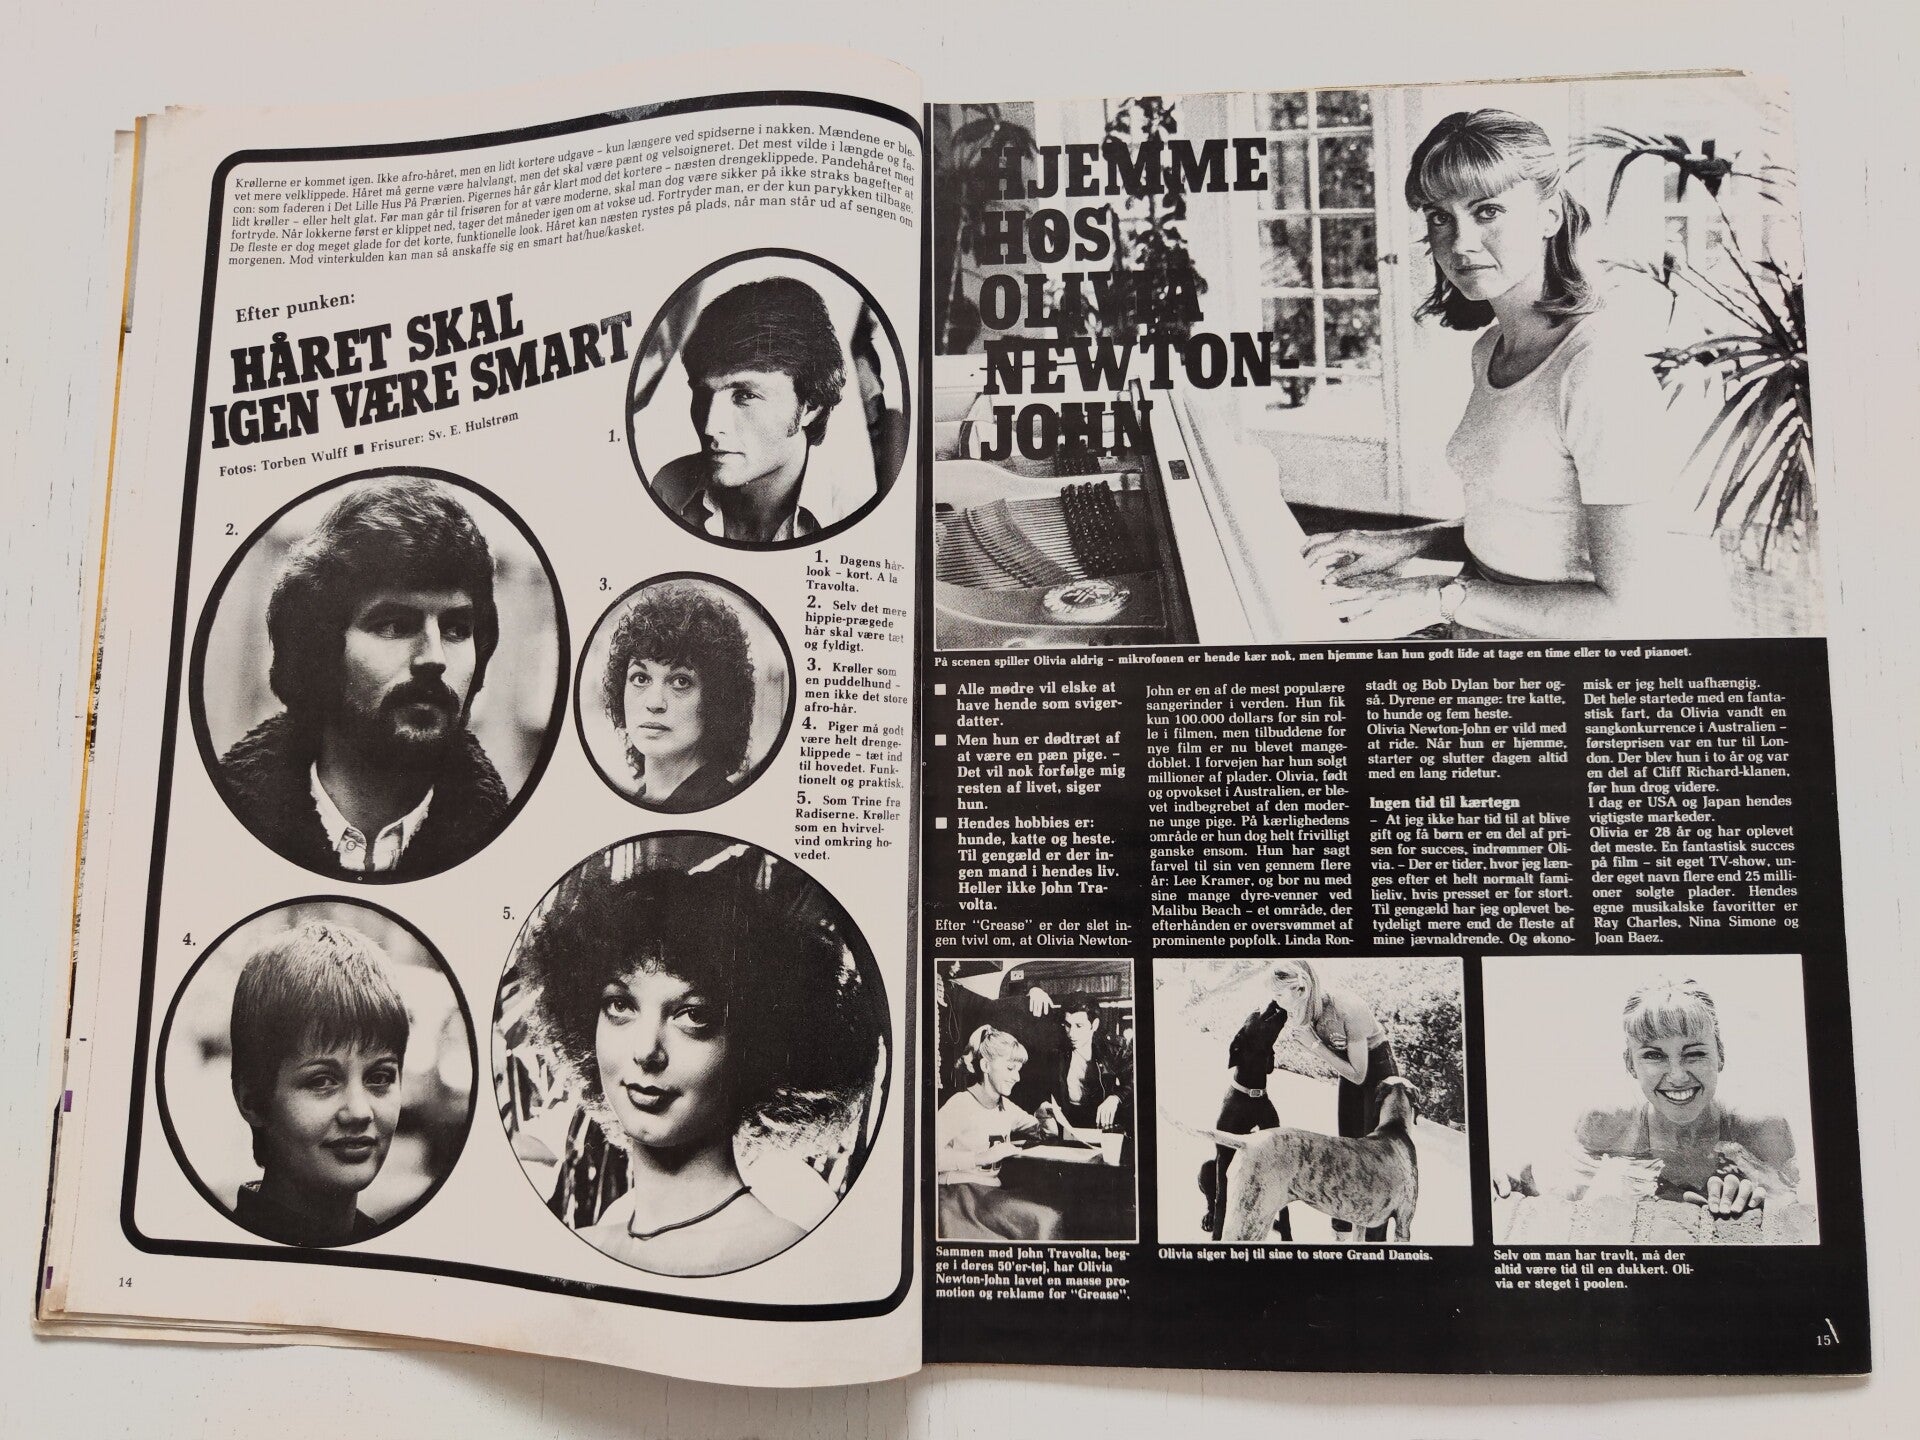 Krøllerne er kommet igen. Ikke afro-håret, men en lidt kortere udgave – kun længere ved spidserne i nakken. Mændene er ble-
vet mere velklippede. Håret må gerne være halvlangt, men det skal være pænt og velsoigneret. Det mest vilde i længde og fa-
con: som faderen i Det Lille Hus På Prærien. Pigernes hår går klart mod det kortere – næsten drengeklippede. Pandehåret med
lidt krøller – eller helt glat. Før man går til frisøren for at være moderne, skal man dog være sikker på ikke straks bagefter at
fortryde. Når lokkerne først er klippet ned, tager det måneder igen om at vokse ud. Fortryder man, er der kun parykken tilbage.
De fleste er dog meget glade for det korte, funktionelle look. Håret kan næsten rystes på plads, når man står ud af sengen om
morgenen. Mod vinterkulden kan man så anskaffe sig en smart hat/hue/kasket.
Efter punken:
HÅRET SKAL
IGEN VÆRE SMART
Fotos: Torben Wulff ■ Frisurer: Sv. E. Hulstrøm
1.
2.
3.
4.
5.
1. Dagens hår-
look – kort. A la
Travolta.
2. Selv det mere
hippie-prægede
hår skal være tæt
og fyldigt.
3. Krøller som
en puddelhund –
men ikke det store
afro-hår.
4. Piger må godt
være helt drenge-
klippede – tæt ind
til hovedet. Funk-
tionelt og praktisk.
5. Som Trine fra
Radiserne. Krøller
som en hvirvel-
vind omkring ho-
vedet.
14
HJEMME
HOS
OLIVIA
NEWTON-
JOHN
På scenen spiller Olivia aldrig – mikrofonen er hende kær nok, men hjemme kan hun godt lide at tage en time eller to ved pianoet.
■ Alle mødre vil elske at
have hende som sviger-
datter.
■ Men hun er dødtræt af
at være en pæn pige. –
Det vil nok forfølge mig
resten af livet, siger
hun.
■ Hendes hobbies er:
hunde, katte og heste.
Til gengæld er der in-
gen mand i hendes liv.
Heller ikke John Tra-
volta.
Efter "Grease" er der slet in-
gen tvivl om, at Olivia Newton-
John er en af de mest populære
sangerinder i verden. Hun fik
kun 100.000 dollars for sin rol-
le i filmen, men tilbuddene for
nye film er nu blevet mange-
doblet. I forvejen har hun solgt
millioner af plader. Olivia, født
og opvokset i Australien, er ble-
vet indbegrebet af den moder-
ne unge pige. På kærlighedens
område er hun dog helt frivilligt
ganske ensom. Hun har sagt
farvel til sin ven gennem flere
år: Lee Kramer, og bor nu med
sine mange dyre-venner ved
Malibu Beach – et område, der
efterhånden er oversvømmet af
prominente popfolk. Linda Ron-
stadt og Bob Dylan bor her og-
så. Dyrene er mange: tre katte,
to hunde og fem heste.
Olivia Newton-John er vild med
at ride. Når hun er hjemme,
starter og slutter dagen altid
med en lang ridetur.
Ingen tid til kærtegn
– At jeg ikke har tid til at blive
gift og få børn er en del af pri-
sen for succes, indrømmer Oli-
via. – Der er tider, hvor jeg læn-
ges efter et helt normalt fami-
lieliv, hvis presset er for stort.
Til gengæld har jeg oplevet be-
tydeligt mere end de fleste af
mine jævnaldrende. Og økono-
misk er jeg helt uafhængig.
Det hele startede med en fanta-
stisk fart, da Olivia vandt en
sangkonkurrence i Australien –
førsteprisen var en tur til Lon-
don. Der blev hun i to år og var
en del af Cliff Richard-klanen,
før hun drog videre.
I dag er USA og Japan hendes
vigtigste markeder.
Olivia er 28 år og har oplevet
det meste. En fantastisk succes
på film – sit eget TV-show, un-
der eget navn flere end 25 milli-
oner solgte plader. Hendes
egne musikalske favoritter er
Ray Charles, Nina Simone og
Joan Baez.
Sammen med John Travolta, beg-
ge i deres 50'er-tøj, har Olivia
Newton-John lavet en masse pro-
motion og reklame for "Grease".
Olivia siger hej til sine to store Grand Danois.
Selv om man har travlt, må der
altid være tid til en dukkert. Oli-
via er steget i poolen.
15